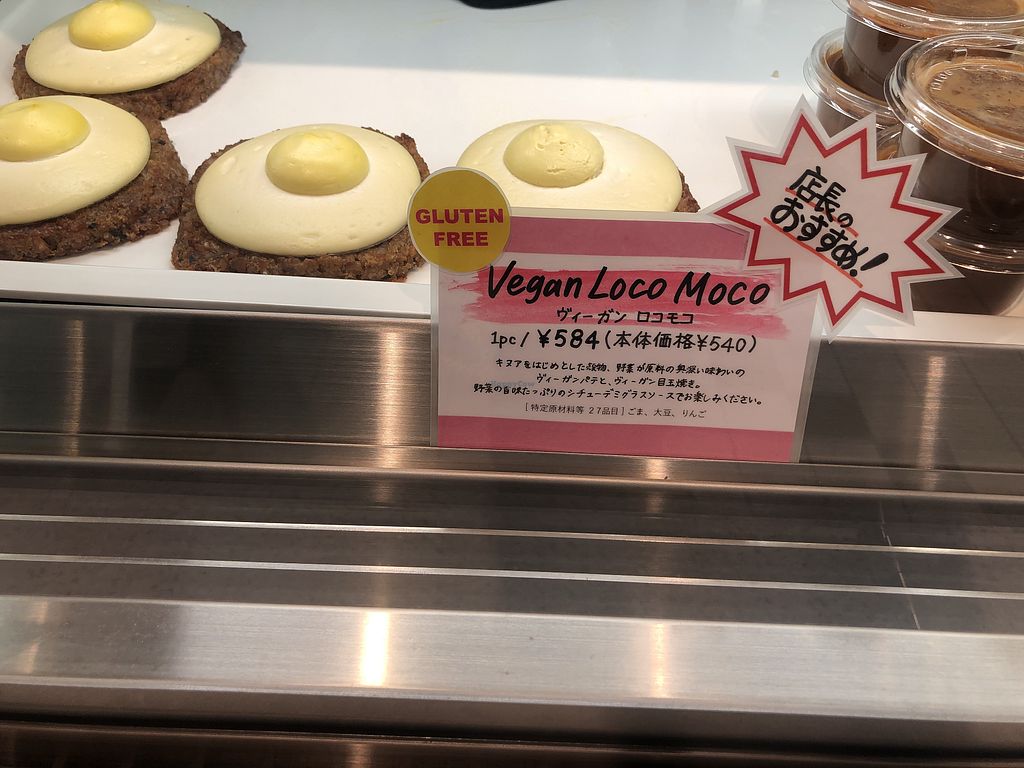 店長の
おすすめ!
GLUTEN
FREE
Vegan Loco Moco
ヴィーガン ロコモコ
1pc / ¥584(本体価格¥540)
キヌアをはじめとした穀物、野菜が原料の奥深い味わいの
ヴィーガンパテと、ヴィーガン目玉焼き。
野菜の旨味たっぷりのシチューデミグラスソースでお楽しみください。
[特定原材料等 27品目]ごま、大豆、りんご